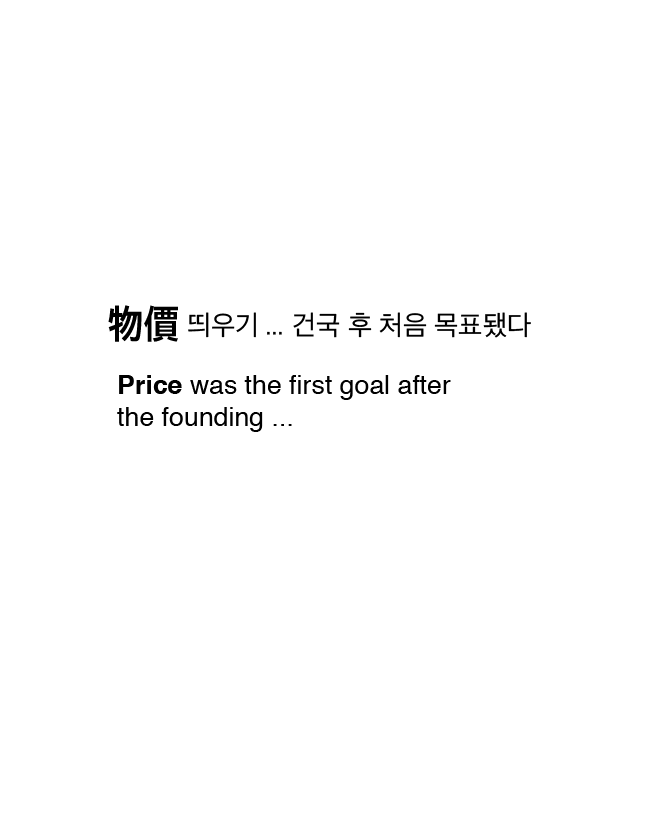 物價 띄우기 ... 건국 후 처음 목표됐다
Price was the first goal after
the founding ...